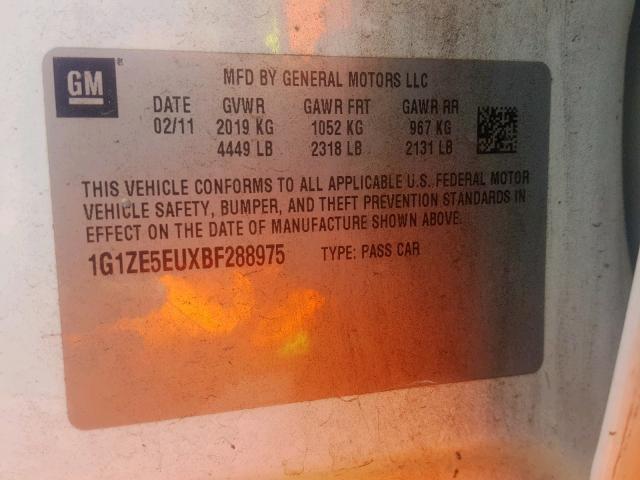 GM
MFD BY GENERAL MOTORS LLC
DATE GVWR GAWR FRT GAWR RR
02/11 2019 KG 1052 KG 967 KG
4449 LB 2318 LB 2131 LB
THIS VEHICLE CONFORMS TO ALL APPLICABLE U.S. FEDERAL MOTOR
VEHICLE SAFETY, BUMPER, AND THEFT PREVENTION STANDARDS IN
EFFECT ON THE DATE OF MANUFACTURE SHOWN ABOVE.
1G1ZE5EUXBF288975 TYPE: PASS CAR